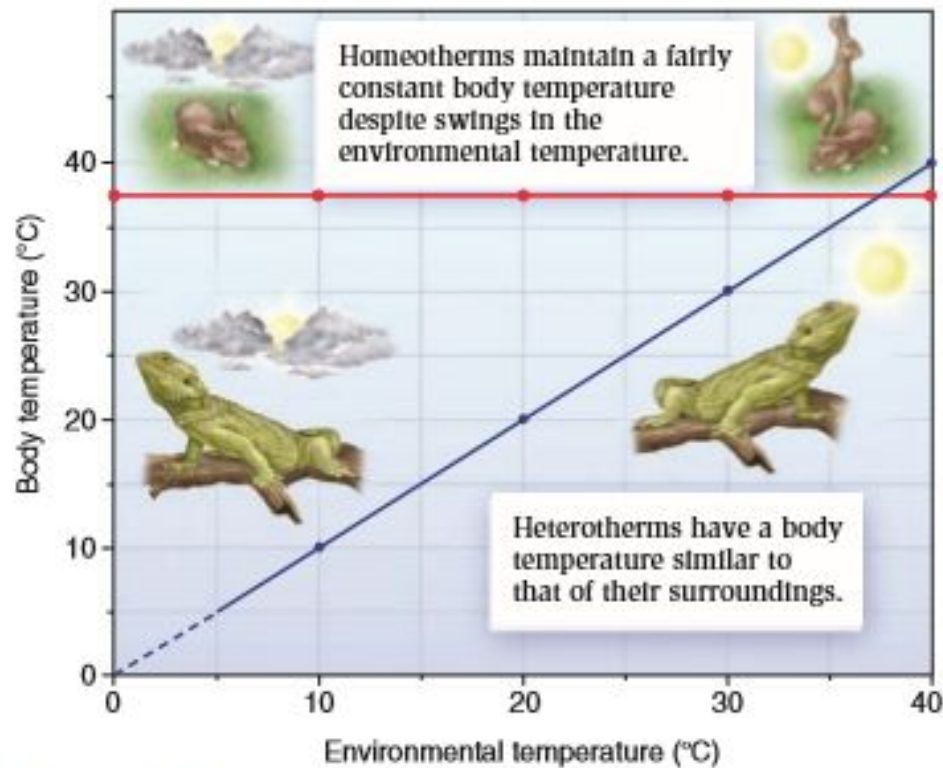 Homeotherms maintain a fairly
constant body temperature
despite swings in the
environmental temperature.
40
30
20
10
0
Body temperature (°C)
Heterotherms have a body
temperature similar to
that of their surroundings.
0 10 20 30 40
Environmental temperature (°C)